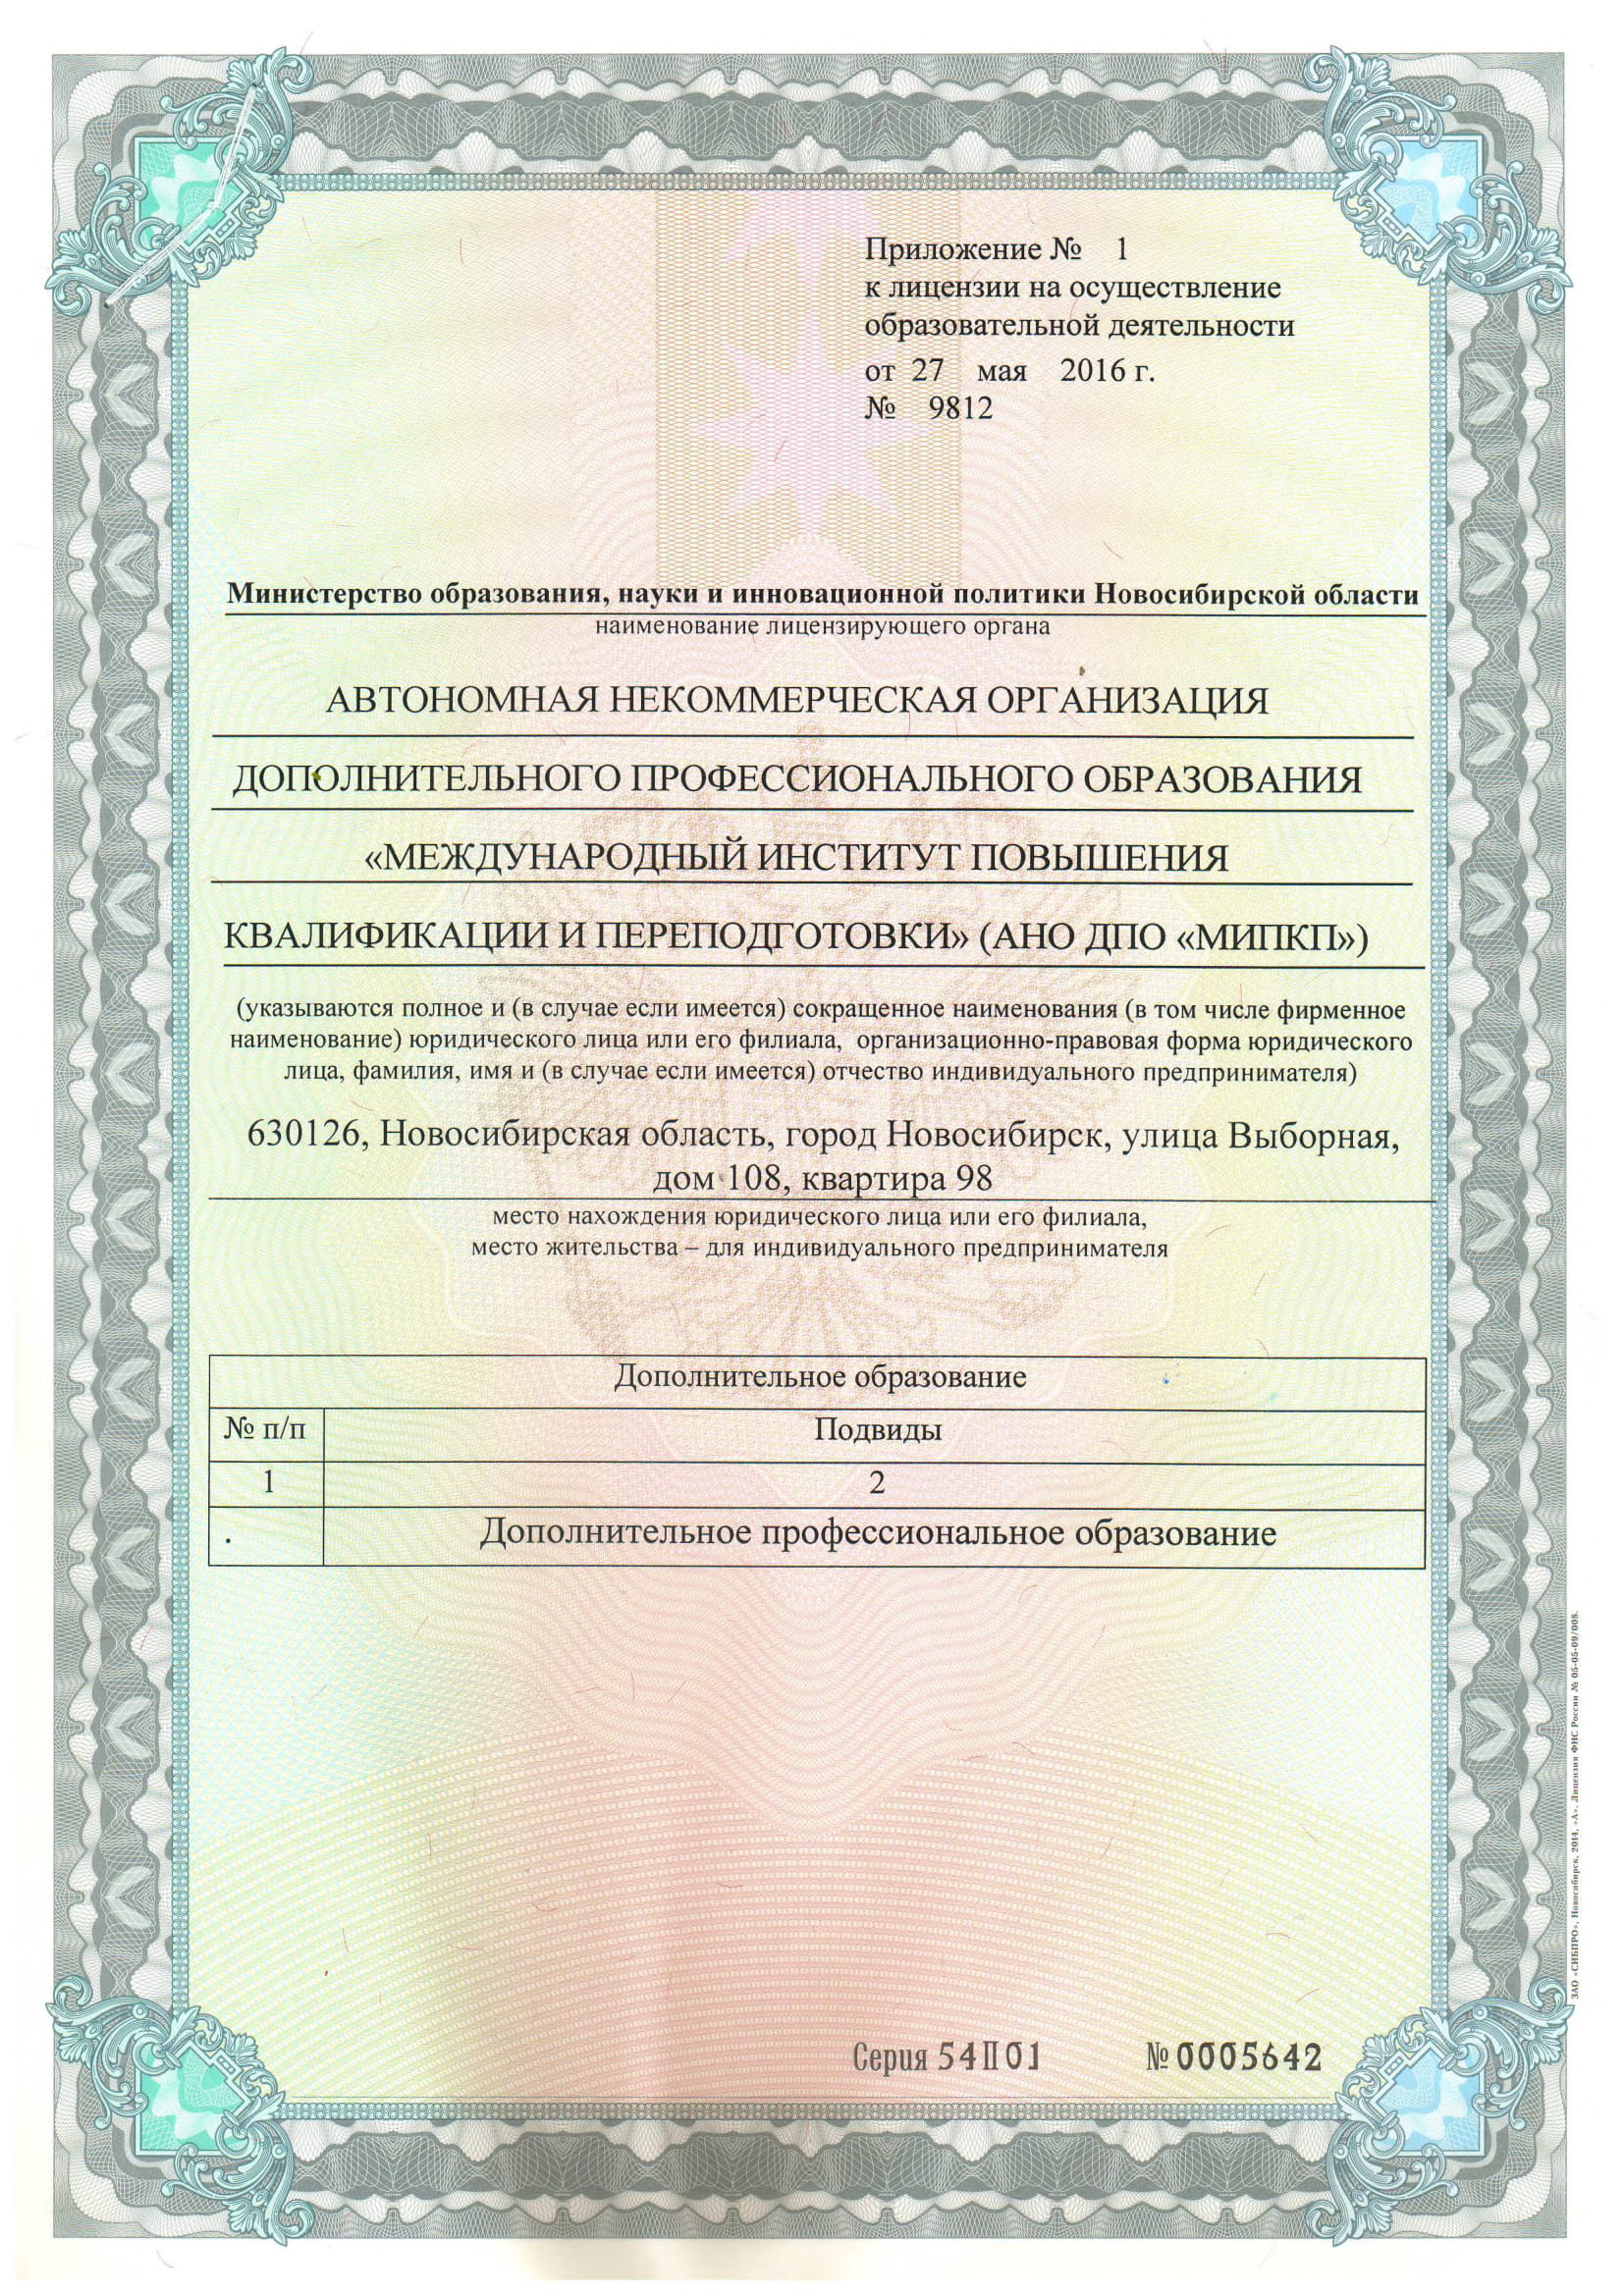 Приложение № 1
к лицензии на осуществление
образовательной деятельности
от 27 мая 2016 г.
№ 9812
Министерство образования, науки и инновационной политики Новосибирской области
наименование лицензирующего органа
АВТОНОМНАЯ НЕКОММЕРЧЕСКАЯ ОРГАНИЗАЦИЯ
ДОПОЛНИТЕЛЬНОГО ПРОФЕССИОНАЛЬНОГО ОБРАЗОВАНИЯ
«МЕЖДУНАРОДНЫЙ ИНСТИТУТ ПОВЫШЕНИЯ
КВАЛИФИКАЦИИ И ПЕРЕПОДГОТОВКИ» (АНО ДПО «МИПКП»)
(указываются полное и (в случае если имеется) сокращенное наименования (в том числе фирменное
наименование) юридического лица или его филиала, организационно-правовая форма юридического
лица, фамилия, имя и (в случае если имеется) отчество индивидуального предпринимателя)
630126, Новосибирская область, город Новосибирск, улица Выборная,
дом 108, квартира 98
место нахождения юридического лица или его филиала,
место жительства – для индивидуального предпринимателя
Дополнительное образование
№ п/п Подвиды
1 2
. Дополнительное профессиональное образование
Серия 54П01 № 0005642
ЗАО «СИБПРО», Новосибирск, 2014, «А». Лицензия ФНС России № 05-05-09/008.